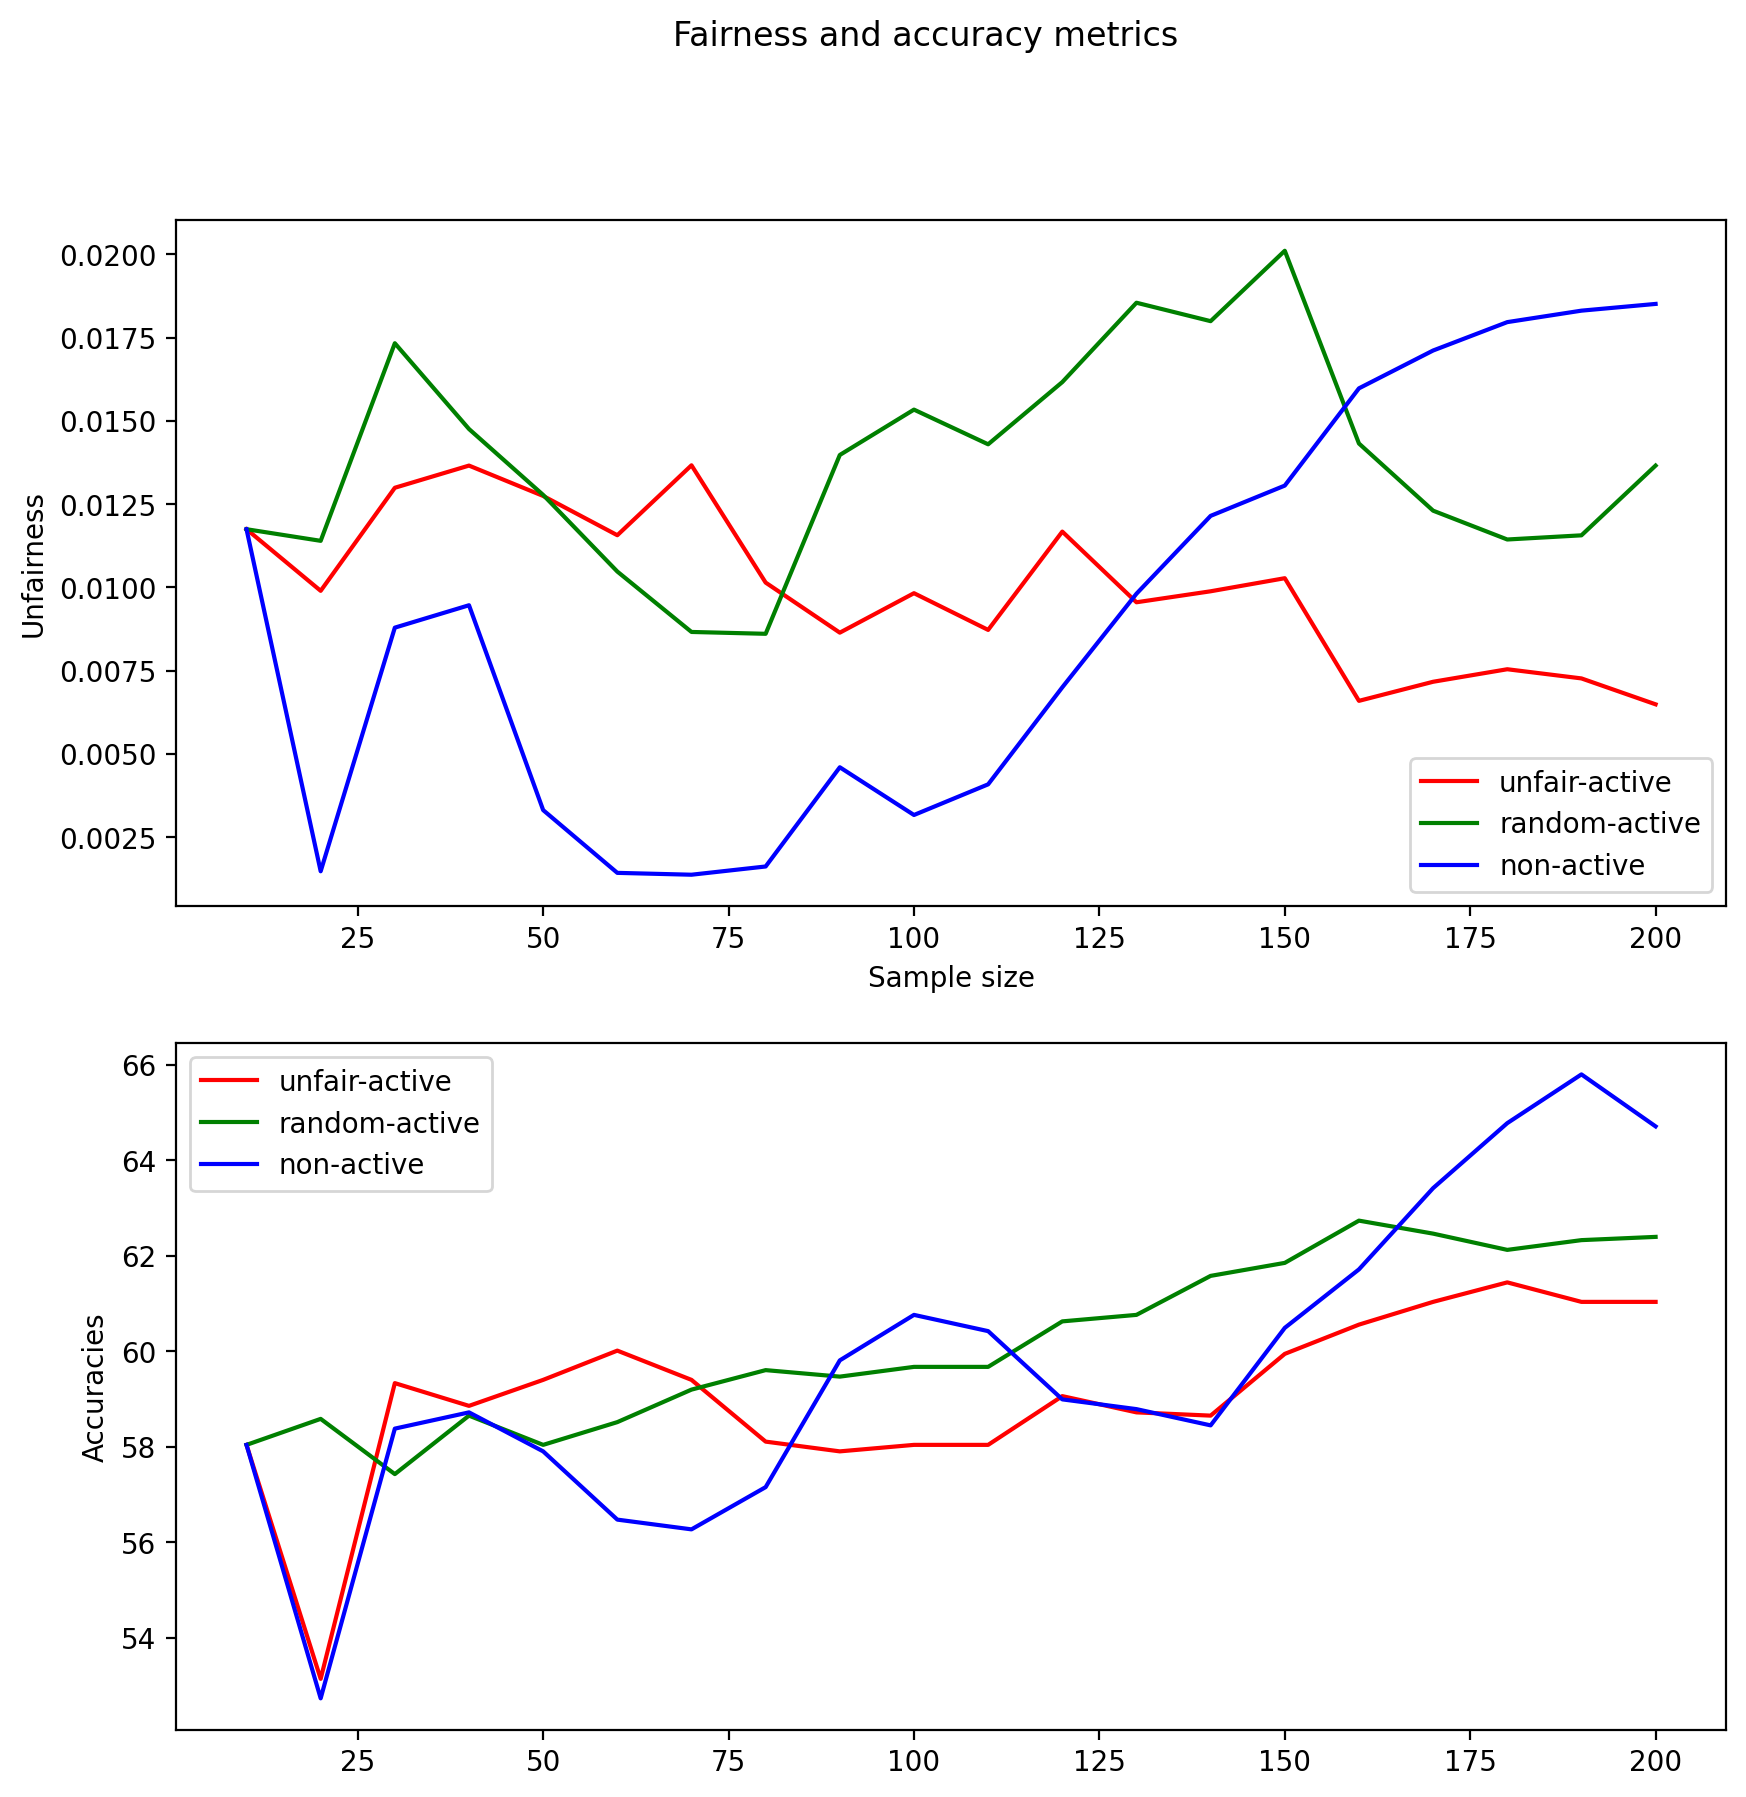 Fairness and accuracy metrics
0.0200
0.0175
0.0150
0.0125
0.0100
0.0075
0.0050
0.0025
Unfairness
unfair-active
random-active
non-active
25 50 75 100 125 150 175 200
Sample size
66
64
62
60
58
56
54
Accuracies
unfair-active
random-active
non-active
25 50 75 100 125 150 175 200